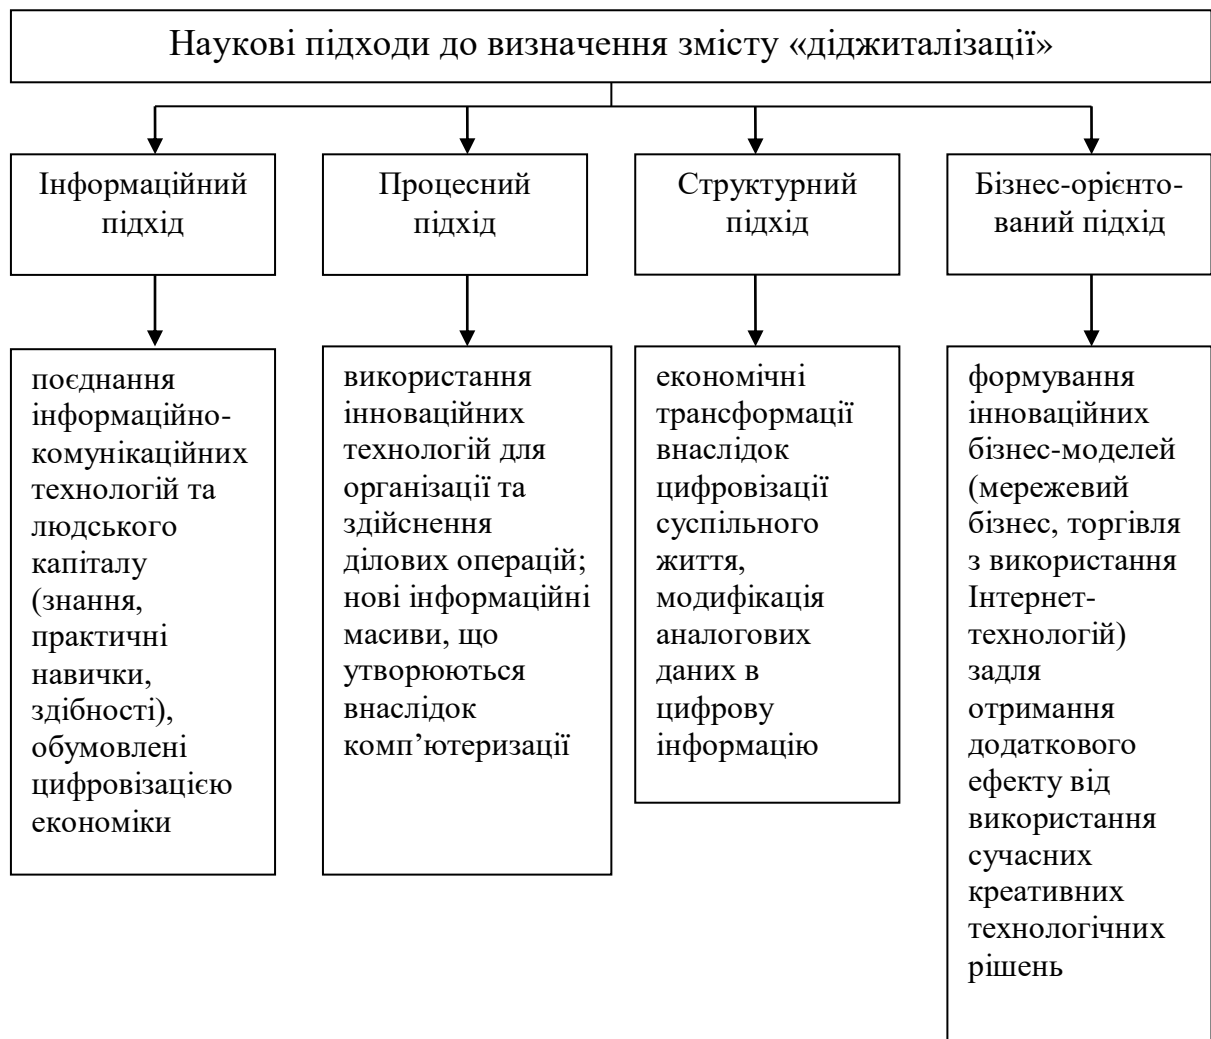 Наукові підходи до визначення змісту «діджиталізації»
Інформаційний
підхід
Процесний
підхід
Структурний
підхід
Бізнес-орієнто-
ваний підхід
поєднання
інформаційно-
комунікаційних
технологій та
людського
капіталу
(знання,
практичні
навички,
здібності),
обумовлені
цифровізацією
економіки
використання
інноваційних
технологій для
організації та
здійснення
ділових операцій;
нові інформаційні
масиви, що
утворюються
внаслідок
комп’ютеризації
економічні
трансформації
внаслідок
цифровізації
суспільного
життя,
модифікація
аналогових
даних в
цифрову
інформацію
формування
інноваційних
бізнес-моделей
(мережевий
бізнес, торгівля
з використання
Інтернет-
технологій)
задля
отримання
додаткового
ефекту від
використання
сучасних
креативних
технологічних
рішень